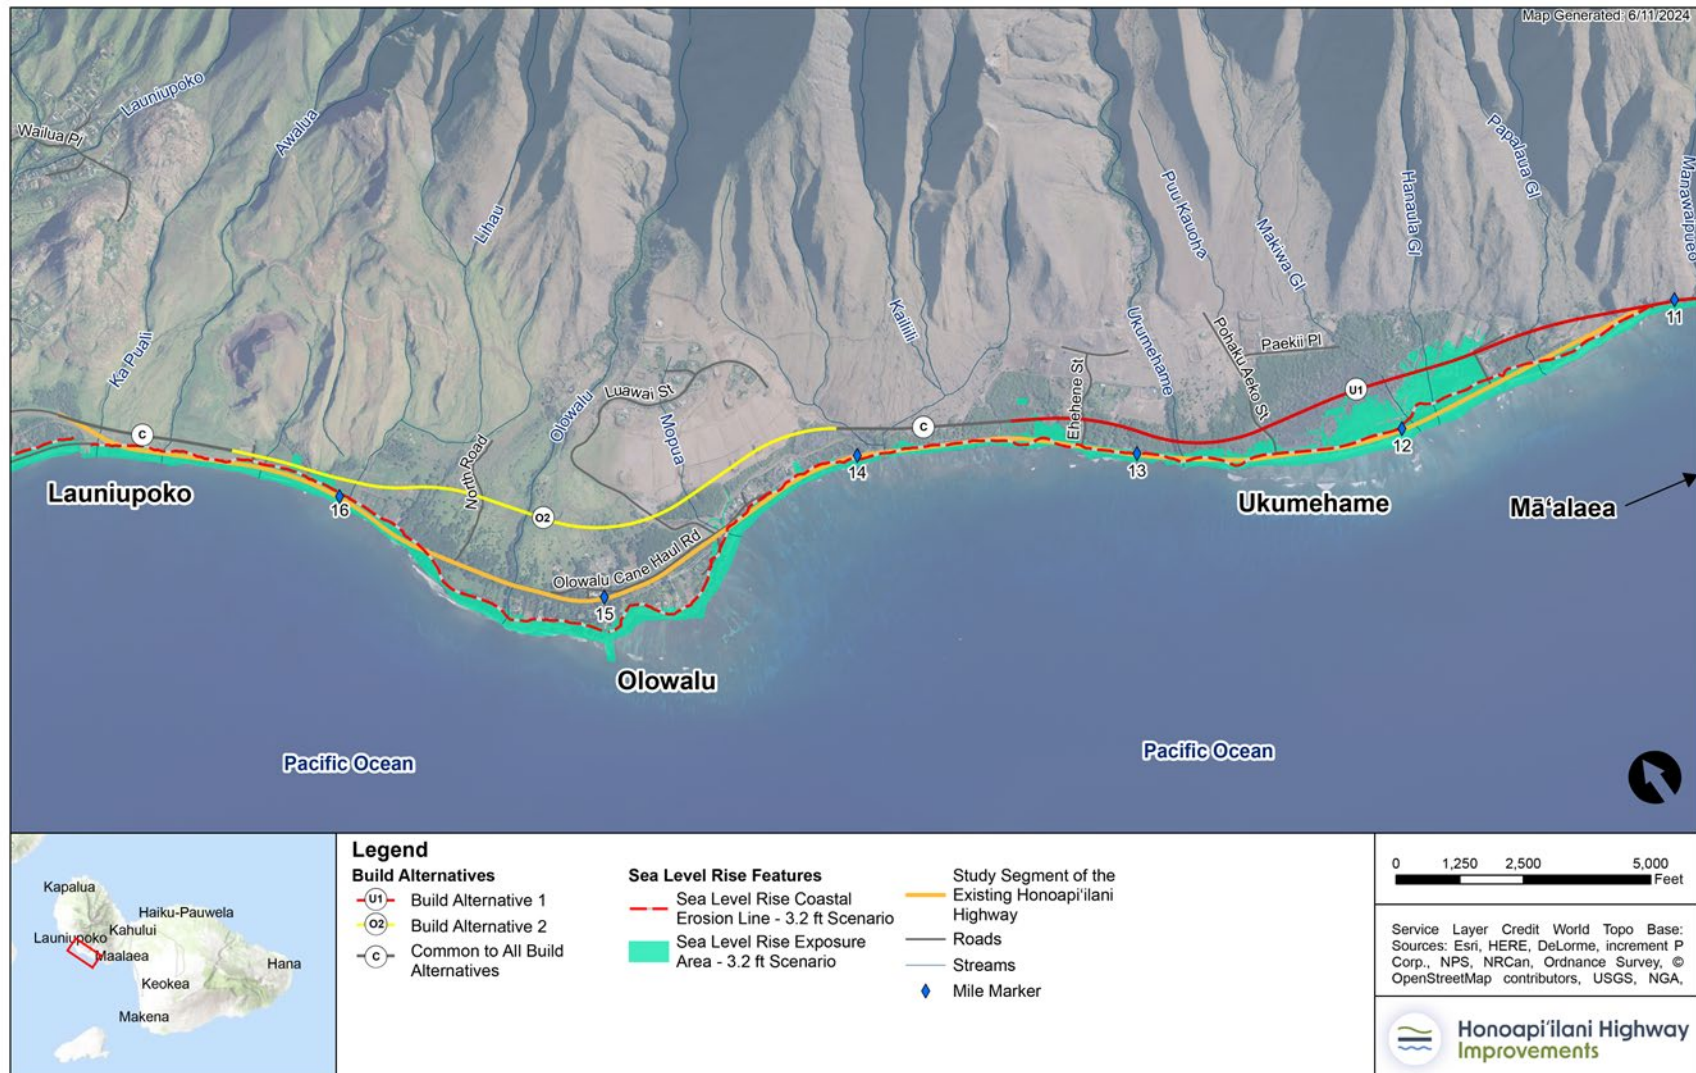 Map Generated: 6/11/2024
Launiupoko
Wailua Pl
Awalua
Lihau
Ka Puali
Olowalu
Luawai St
Mopua
North Road
Kailiili
Puu Kauoha
Makiwa Gl
Hanaula Gl
Papalaua Gl
Manawaipueo
Ukumehame
Pohaku Aeko St
Paekii Pl
Ehehene St
Olowalu Cane Haul Rd
C
O2
C
U1
11
12
13
14
15
16
Launiupoko
Olowalu
Ukumehame
Māʻalaea
Pacific Ocean
Pacific Ocean
Kapalua
Haiku-Pauwela
Kahului
Launiupoko
Maalaea
Hana
Keokea
Makena
Legend
Build Alternatives
U1 Build Alternative 1
O2 Build Alternative 2
C Common to All Build
Alternatives
Sea Level Rise Features
Sea Level Rise Coastal
Erosion Line - 3.2 ft Scenario
Sea Level Rise Exposure
Area - 3.2 ft Scenario
Study Segment of the
Existing Honoapiʻilani
Highway
Roads
Streams
Mile Marker
0 1,250 2,500 5,000
Feet
Service Layer Credit World Topo Base:
Sources: Esri, HERE, DeLorme, increment P
Corp., NPS, NRCan, Ordnance Survey, ©
OpenStreetMap contributors, USGS, NGA,
Honoapiʻilani Highway
Improvements